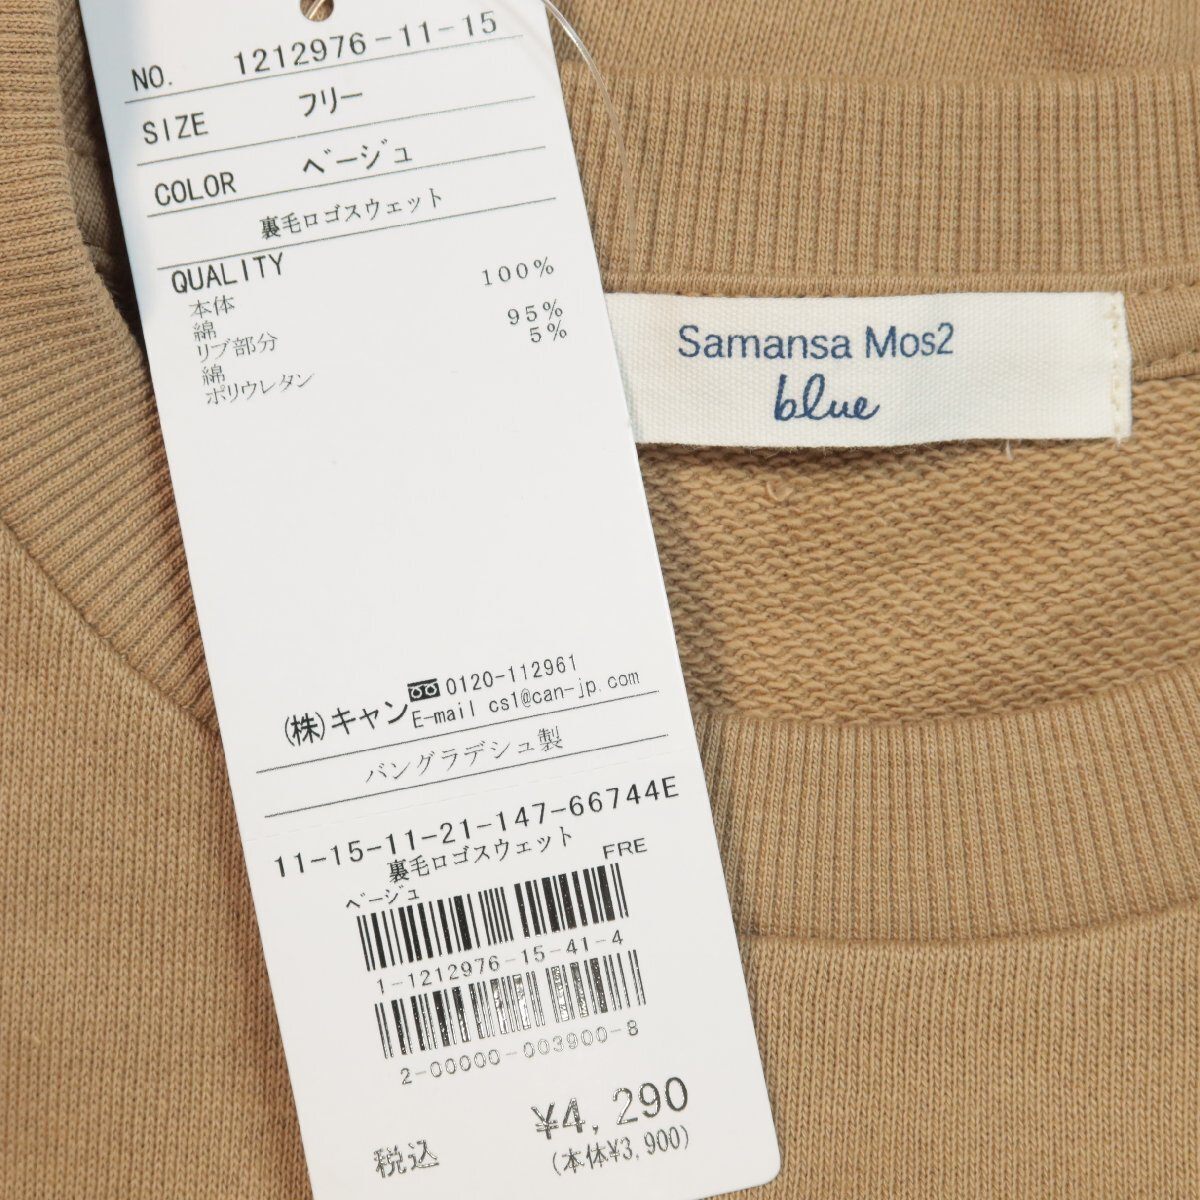 NO. 1212976-11-15
SIZE フリー
COLOR ベージュ
裏毛ロゴスウェット
QUALITY
本体
綿 100%
リブ部分
綿 95%
ポリウレタン 5%
(株)キャン 0120-112961
E-mail cs1@can-jp.com
バングラデシュ製
11-15-11-21-147-66744E
裏毛ロゴスウェット
ベージュ FRE
1-1212976-15-41-4
2-00000-003900-8
¥4,290
税込 (本体¥3,900)
Samansa Mos2
blue